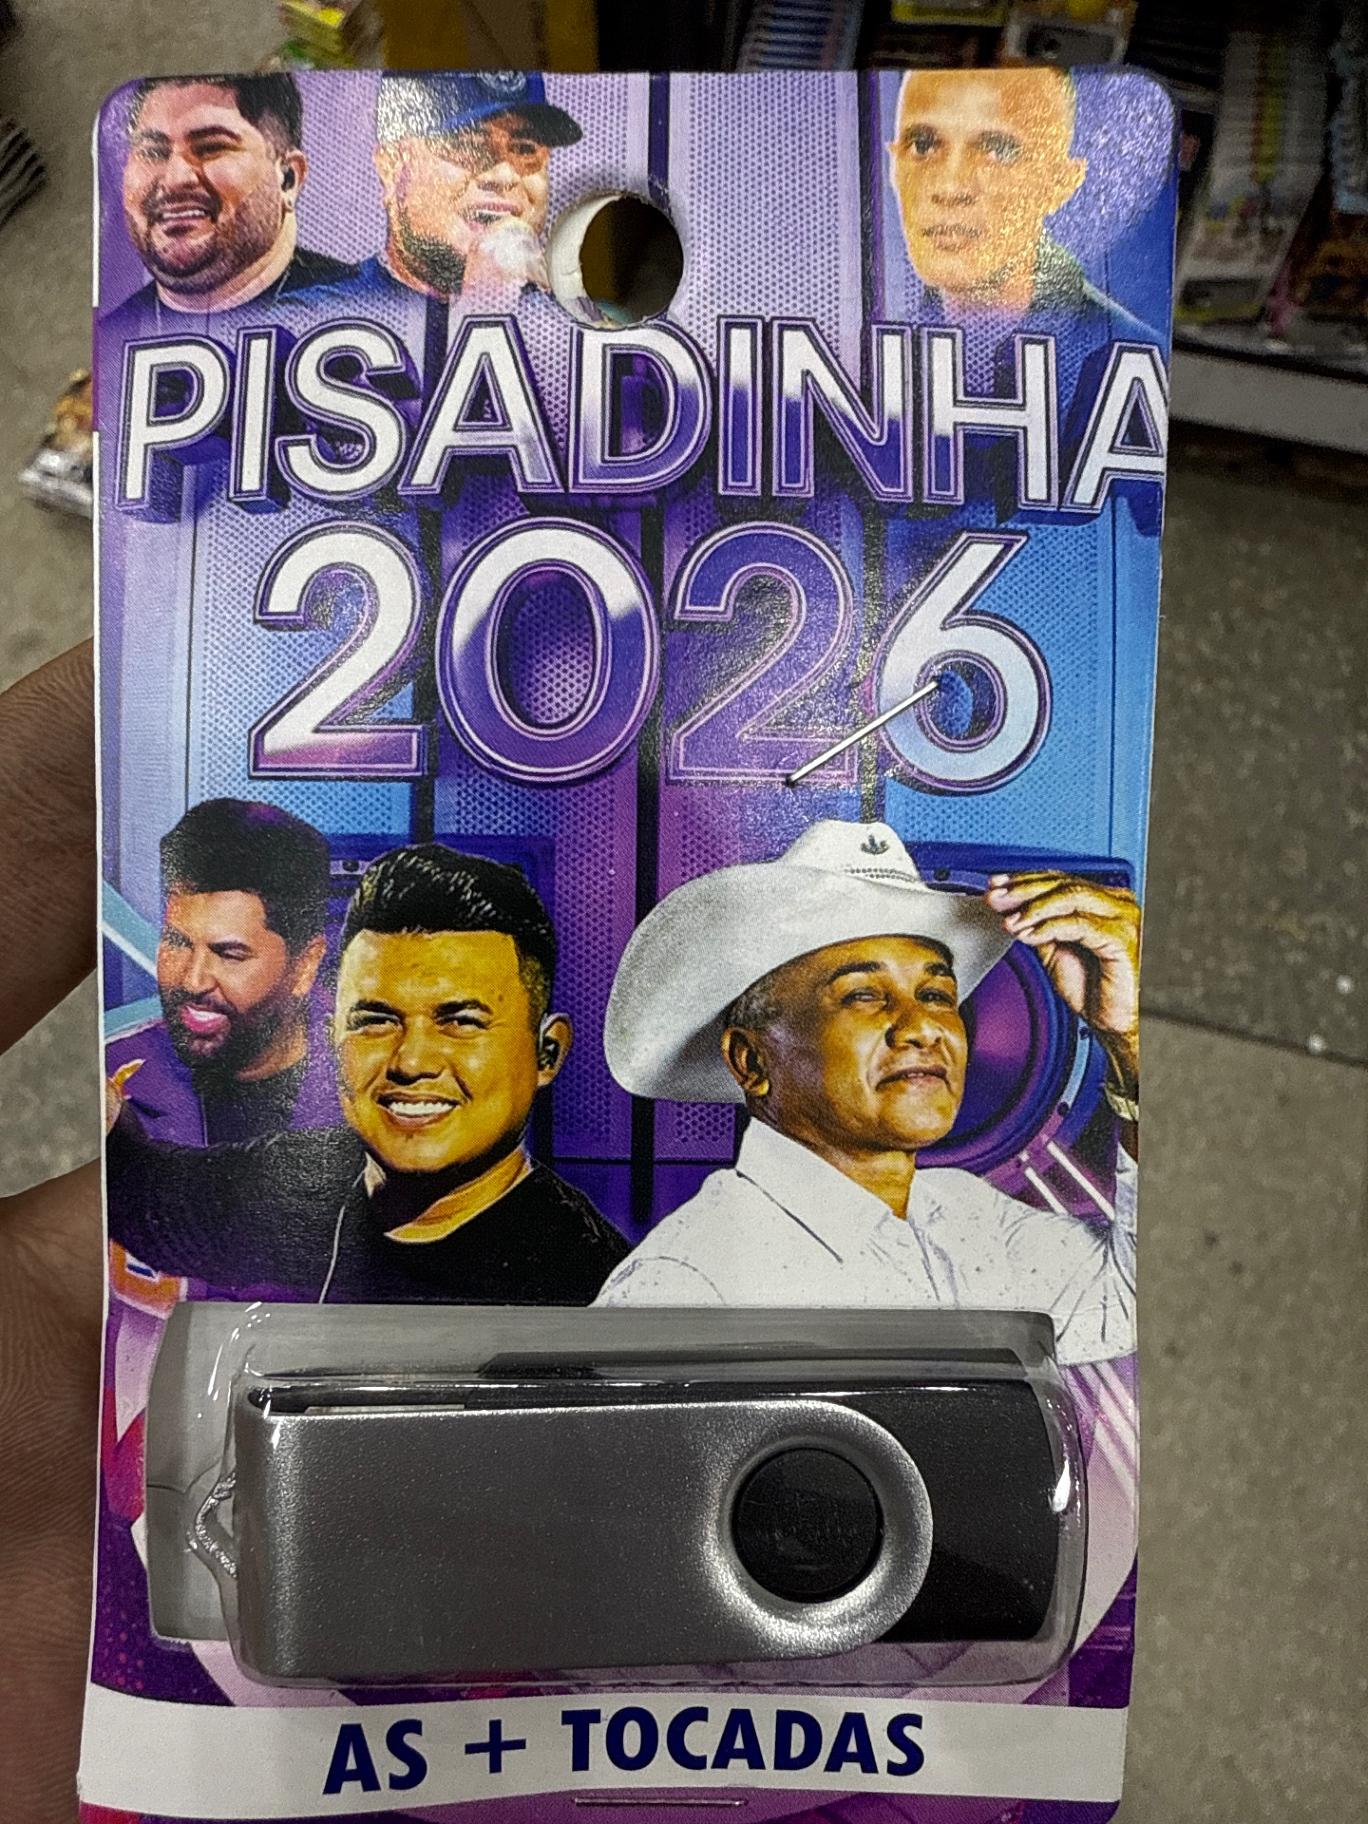 PISADINHA
2026
AS + TOCADAS